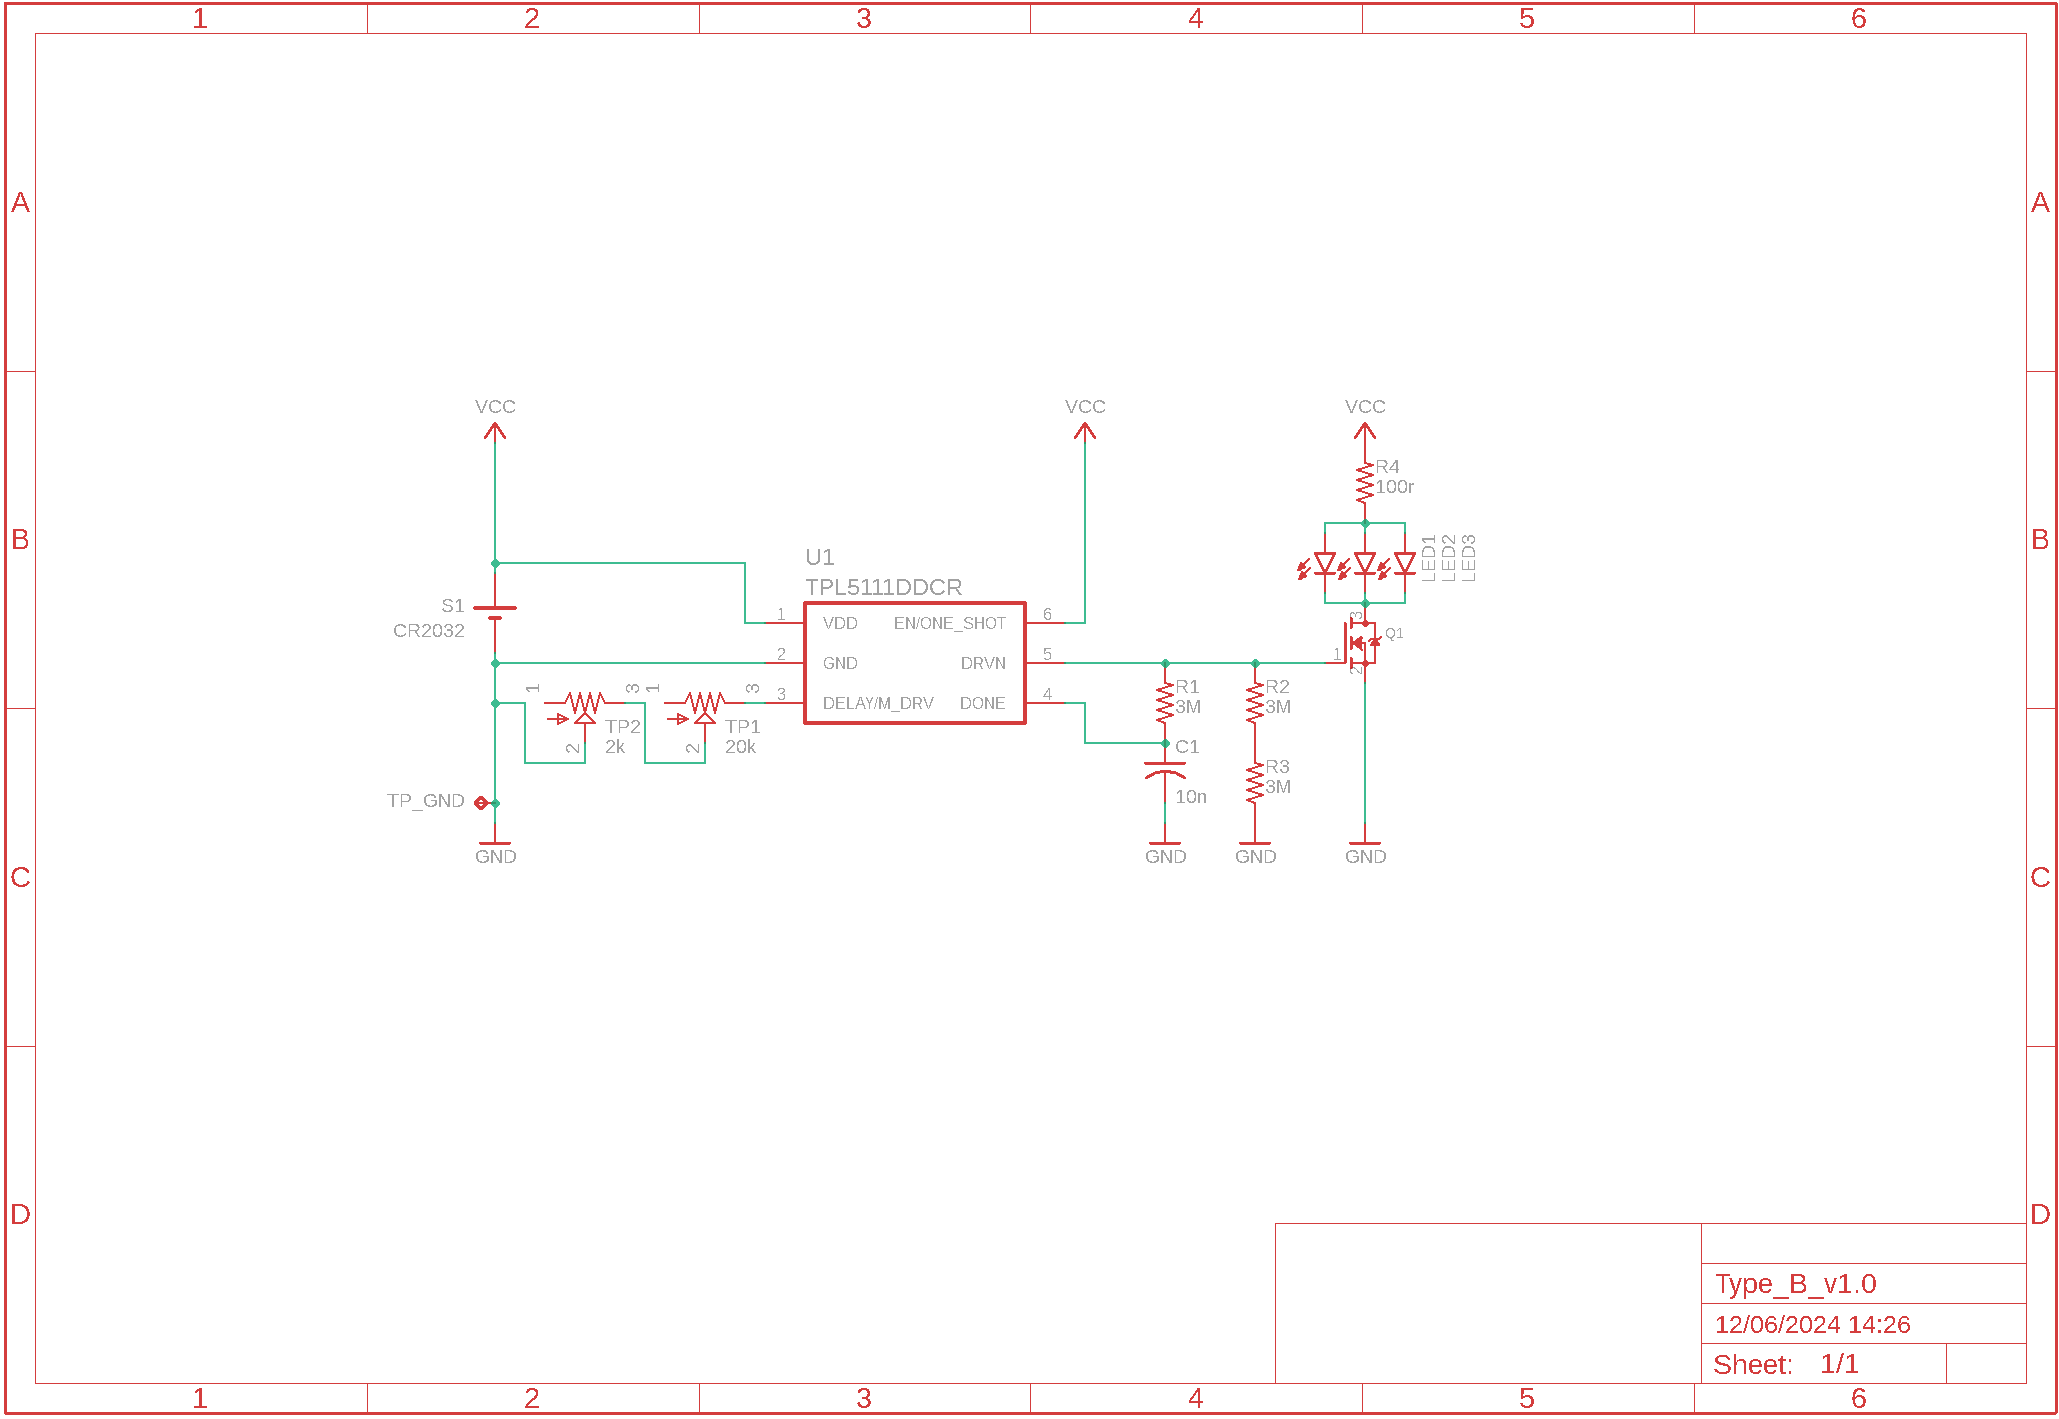 1 2 3 4 5 6
A A
VCC VCC VCC
R4
100r
B B
LED1
LED2
LED3
U1
TPL5111DDCR
S1
CR2032
1 VDD EN/ONE_SHOT 6
3
Q1
2 GND DRVN 5
1
2
1 3 1 3
3 DELAY/M_DRV DONE 4
R1
3M
R2
3M
TP2
2k
2
TP1
20k
2
C1
10n
R3
3M
TP_GND
GND GND GND GND
C C
D D
Type_B_v1.0
12/06/2024 14:26
Sheet: 1/1
1 2 3 4 5 6